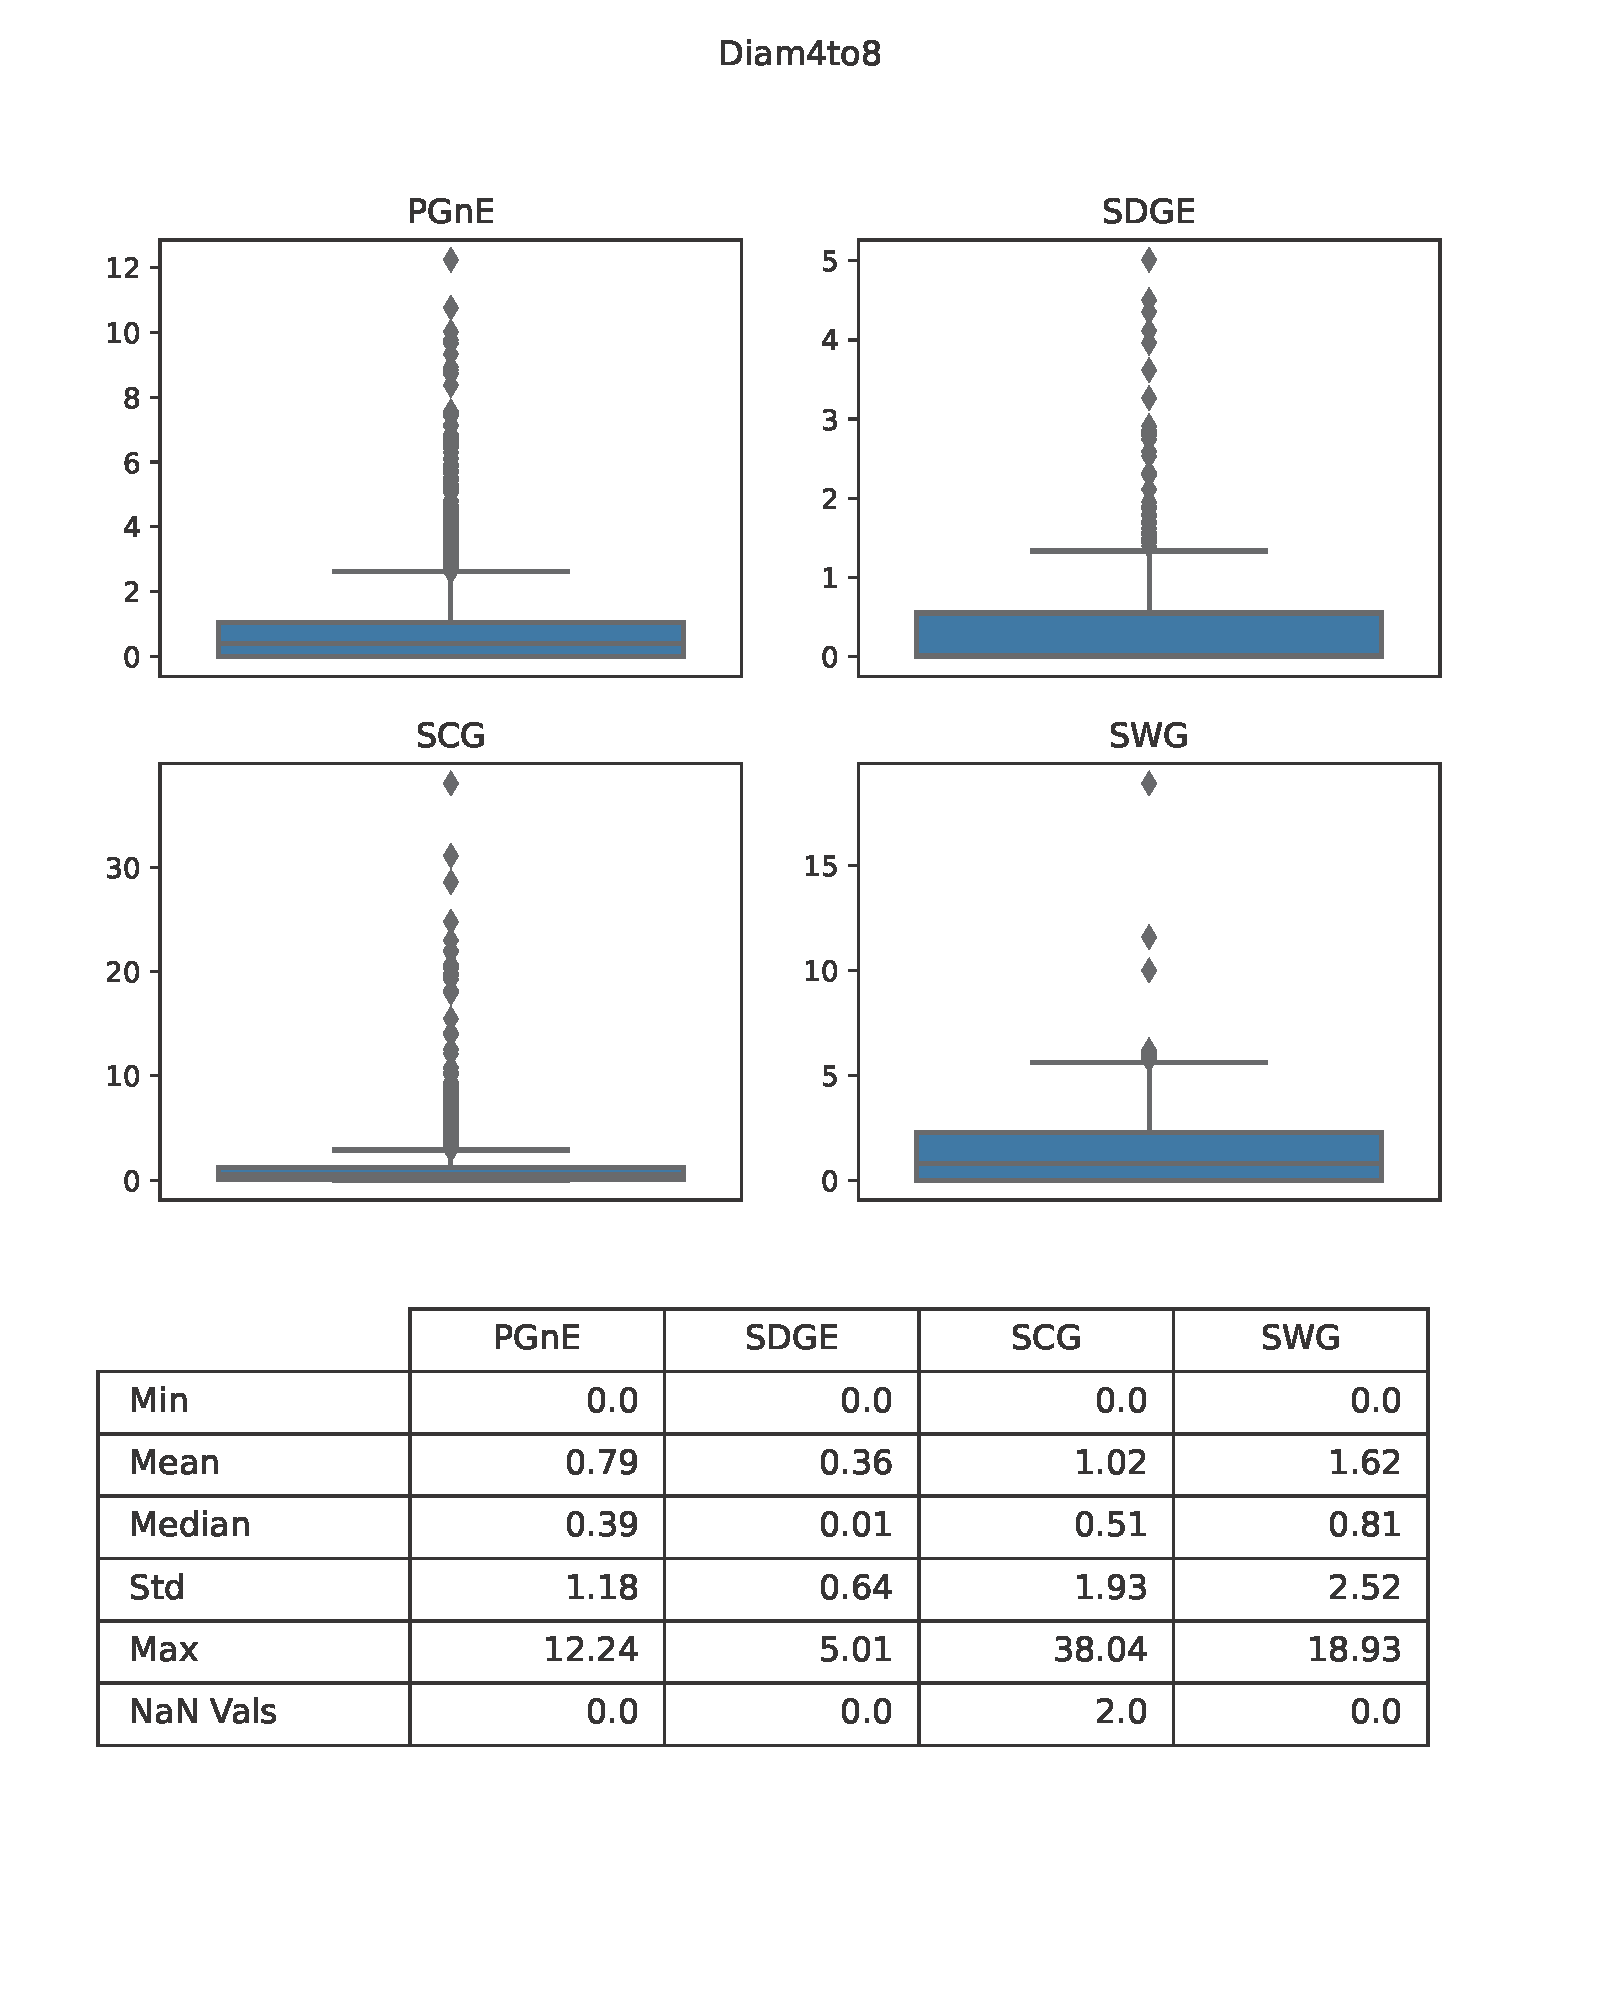 Diam4to8
PGnE
12
10
8
6
4
2
0
SDGE
5
4
3
2
1
0
SCG
30
20
10
0
SWG
15
10
5
0
PGnE SDGE SCG SWG
Min 0.0 0.0 0.0 0.0
Mean 0.79 0.36 1.02 1.62
Median 0.39 0.01 0.51 0.81
Std 1.18 0.64 1.93 2.52
Max 12.24 5.01 38.04 18.93
NaN Vals 0.0 0.0 2.0 0.0